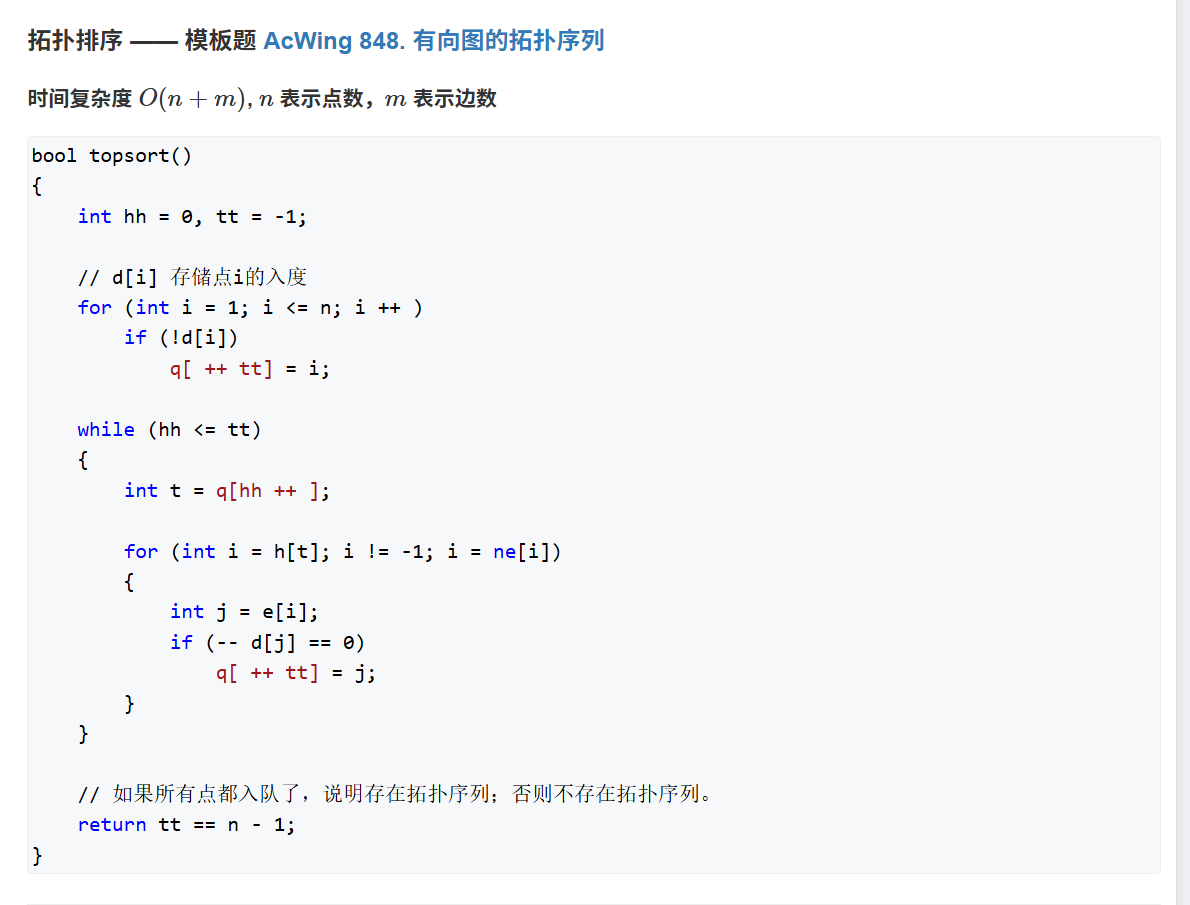 拓扑排序 —— 模板题 AcWing 848. 有向图的拓扑序列
时间复杂度 O(n + m), n 表示点数，m 表示边数
bool topsort()
{
    int hh = 0, tt = -1;

    // d[i] 存储点i的入度
    for (int i = 1; i <= n; i ++ )
        if (!d[i])
            q[ ++ tt] = i;

    while (hh <= tt)
    {
        int t = q[hh ++ ];

        for (int i = h[t]; i != -1; i = ne[i])
        {
            int j = e[i];
            if (-- d[j] == 0)
                q[ ++ tt] = j;
        }
    }

    // 如果所有点都入队了，说明存在拓扑序列；否则不存在拓扑序列。
    return tt == n - 1;
}